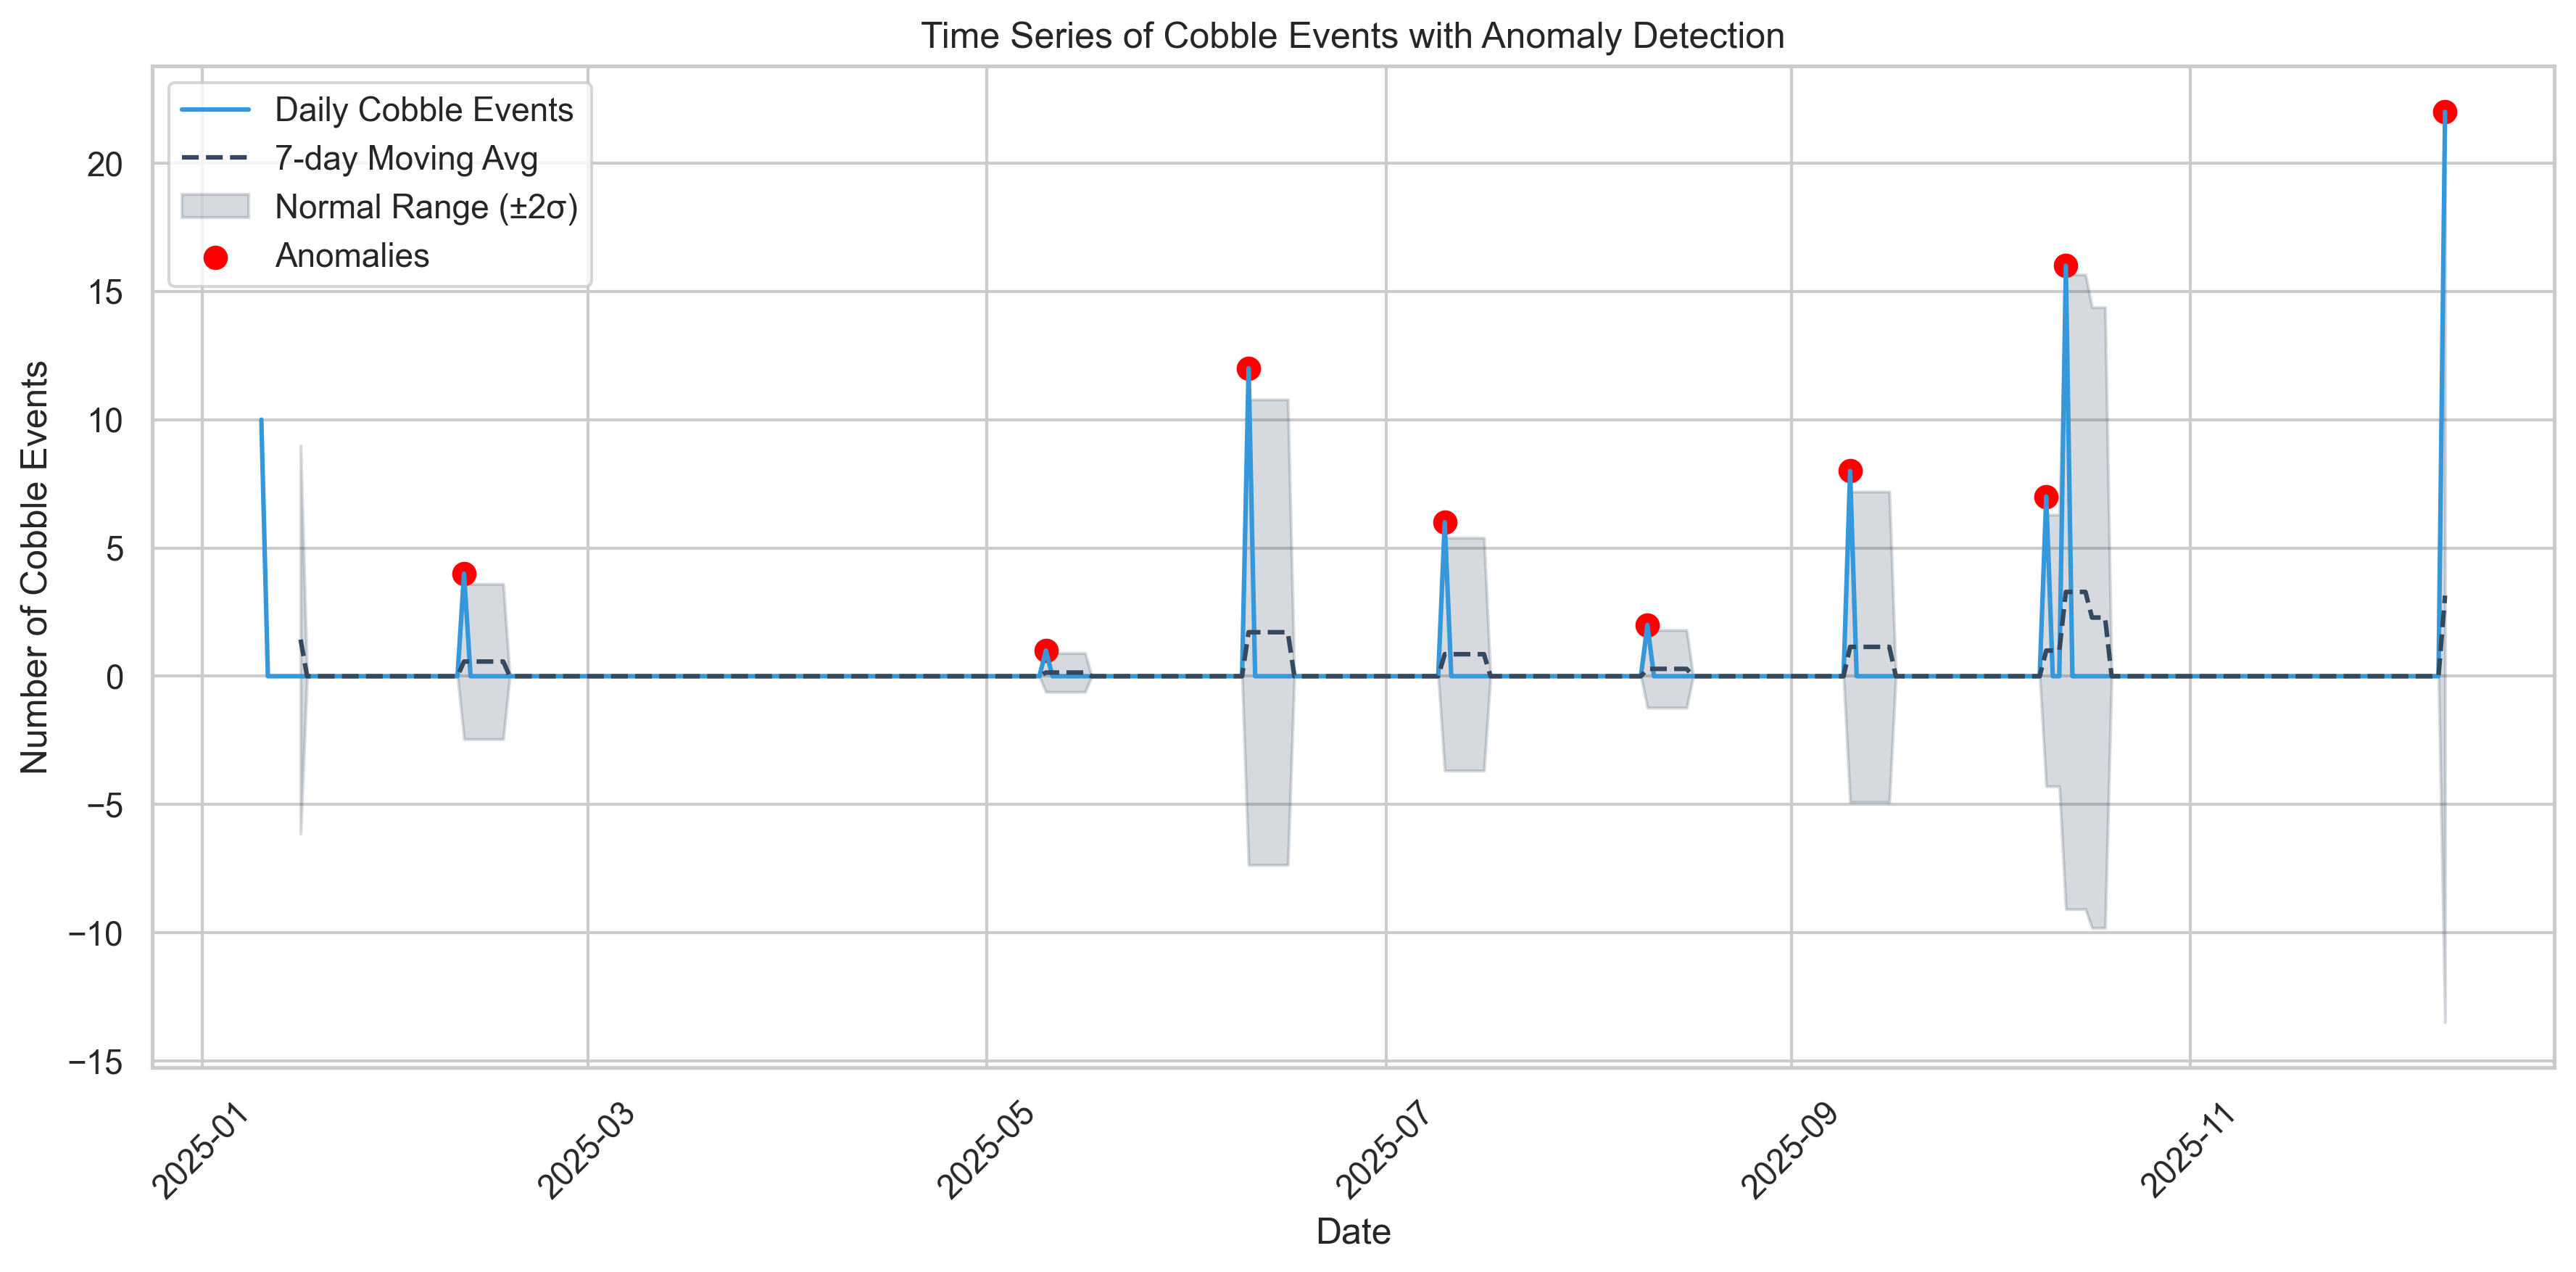 Time Series of Cobble Events with Anomaly Detection
Daily Cobble Events
7-day Moving Avg
Normal Range (±2σ)
Anomalies
Number of Cobble Events
20
15
10
5
0
−5
−10
−15
2025-01
2025-03
2025-05
2025-07
2025-09
2025-11
Date